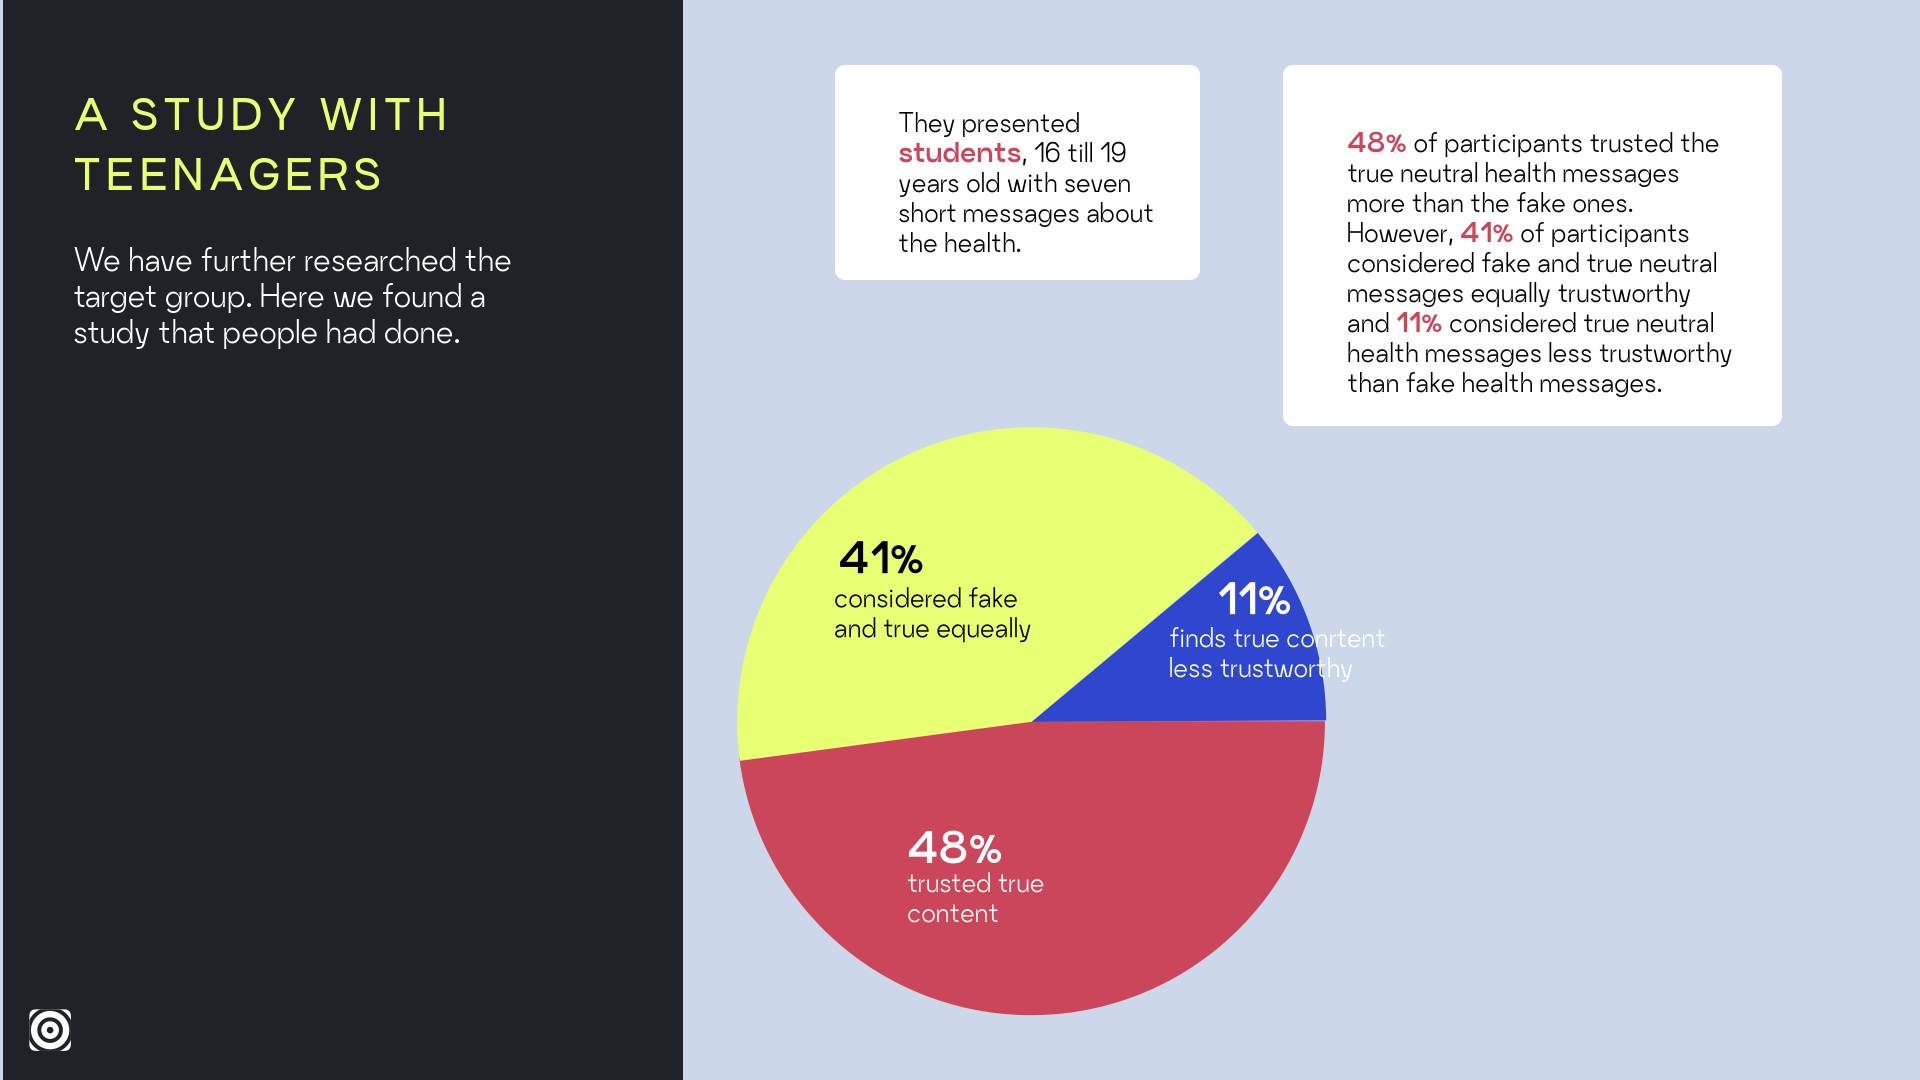 A STUDY WITH
TEENAGERS
We have further researched the
target group. Here we found a
study that people had done.
They presented
students, 16 till 19
years old with seven
short messages about
the health.
48% of participants trusted the
true neutral health messages
more than the fake ones.
However, 41% of participants
considered fake and true neutral
messages equally trustworthy
and 11% considered true neutral
health messages less trustworthy
than fake health messages.
41%
considered fake
and true equeally
11%
finds true conrtent
less trustworthy
48%
trusted true
content